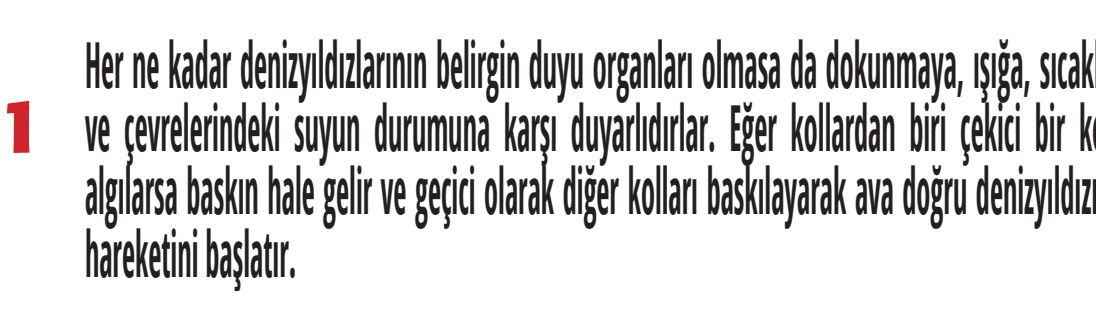 1
Her ne kadar denizyıldızlarının belirgin duyu organları olmasa da dokunmaya, ışığa,
ve çevrelerindeki suyun durumuna karşı duyarlıdırlar. Eğer kollardan biri çekici bir
algılarsa baskın hale gelir ve geçici olarak diğer kolları baskılayarak ava doğru
hareketini başlatır.